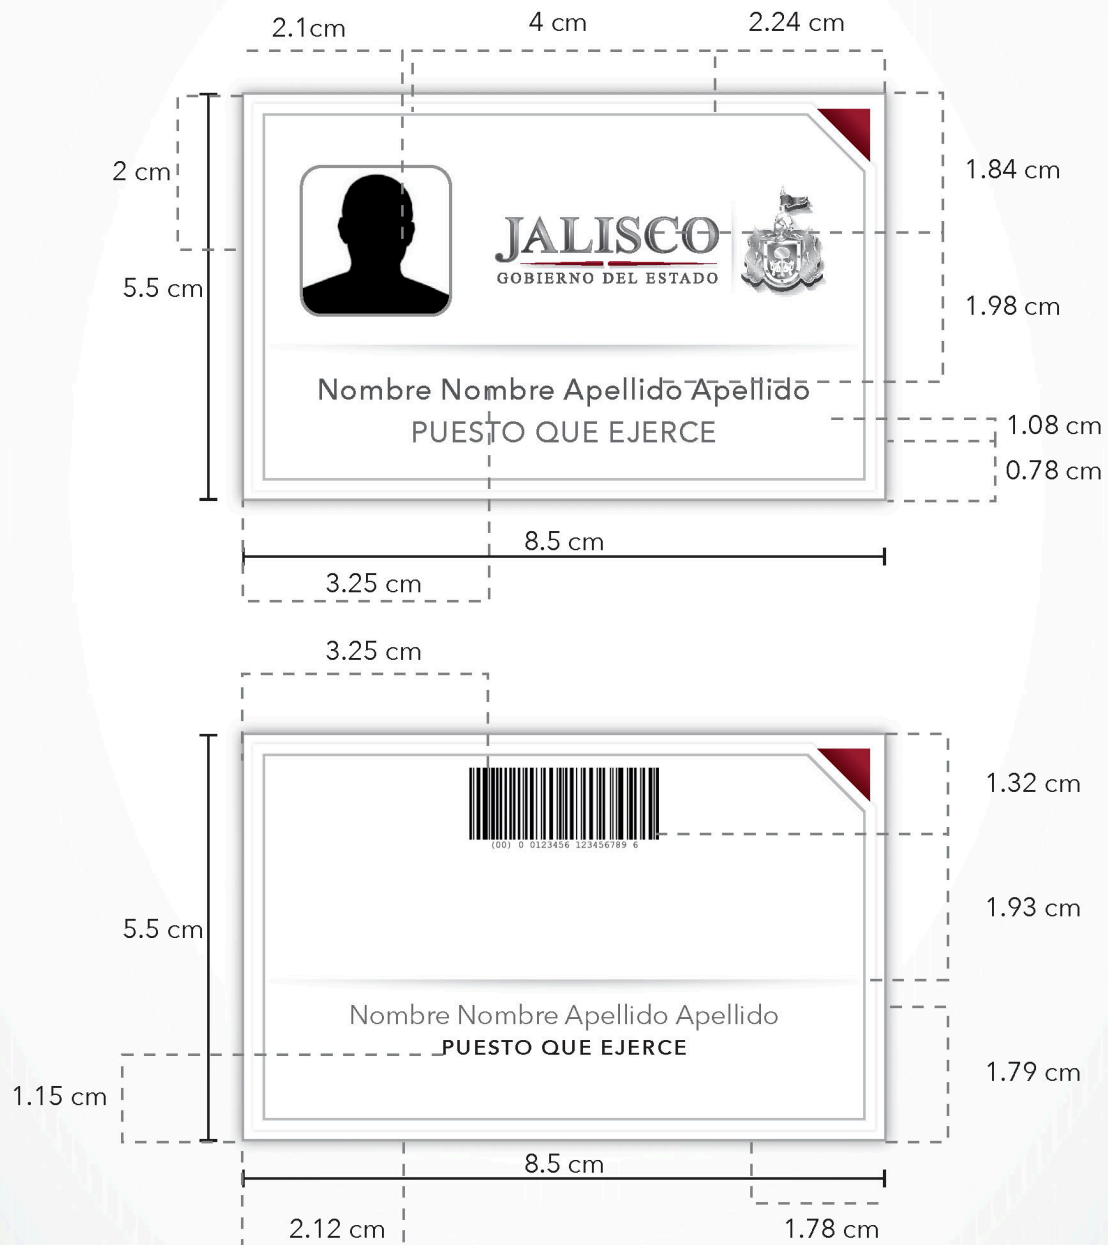 2.1cm
4 cm
2.24 cm
2 cm
1.84 cm
JALISCO
GOBIERNO DEL ESTADO
5.5 cm
1.98 cm
Nombre Nombre Apellido Apellido
PUESTO QUE EJERCE
1.08 cm
0.78 cm
8.5 cm
3.25 cm
3.25 cm
1.32 cm
(00) 0 0123456 123456789 6
5.5 cm
1.93 cm
Nombre Nombre Apellido Apellido
PUESTO QUE EJERCE
1.79 cm
1.15 cm
8.5 cm
2.12 cm
1.78 cm